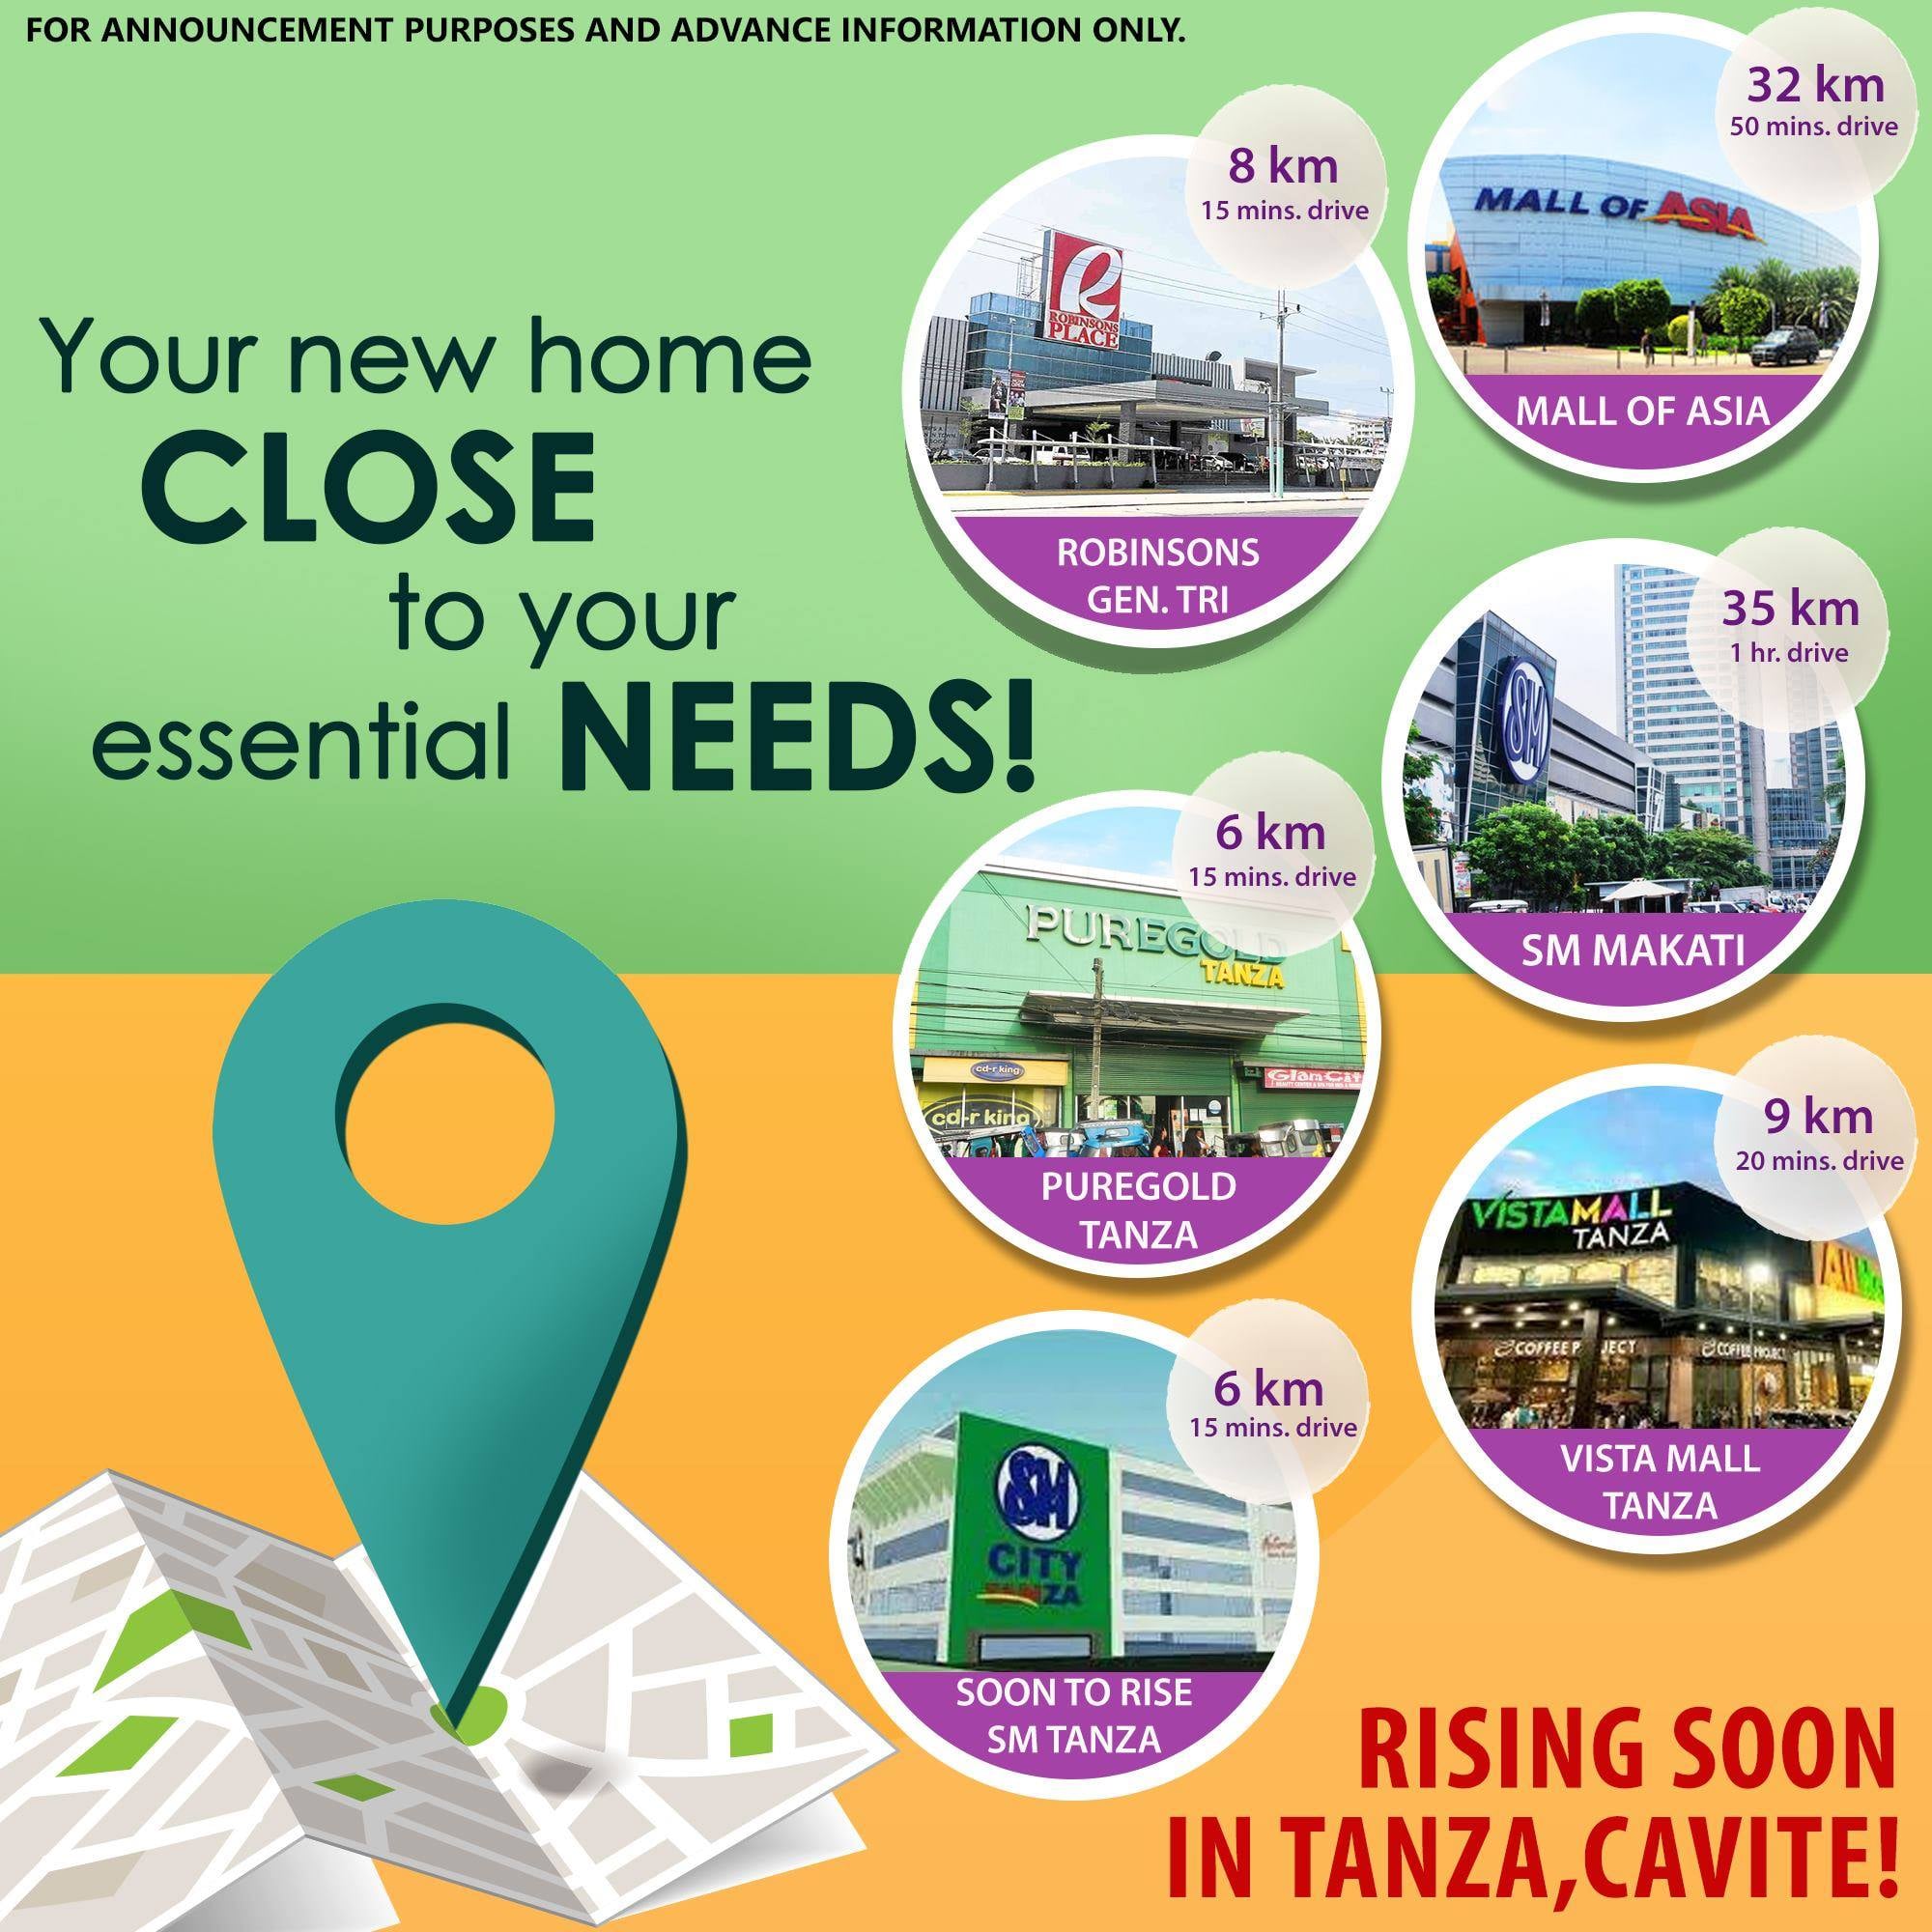 FOR ANNOUNCEMENT PURPOSES AND ADVANCE INFORMATION ONLY.
Your new home
CLOSE
to your
essential NEEDS!
8 km
15 mins. drive
ROBINSONS
PLACE
ROBINSONS
GEN. TRI
32 km
50 mins. drive
MALL OF ASIA
MALL OF ASIA
35 km
1 hr. drive
SM
SM MAKATI
6 km
15 mins. drive
PUREGOLD
TANZA
cd-r king
cd-r king
PUREGOLD
TANZA
9 km
20 mins. drive
VISTAMALL
TANZA
COFFEE PROJECT
VISTA MALL
TANZA
6 km
15 mins. drive
SM
CITY
SOON TO RISE
SM TANZA
RISING SOON
IN TANZA,CAVITE!